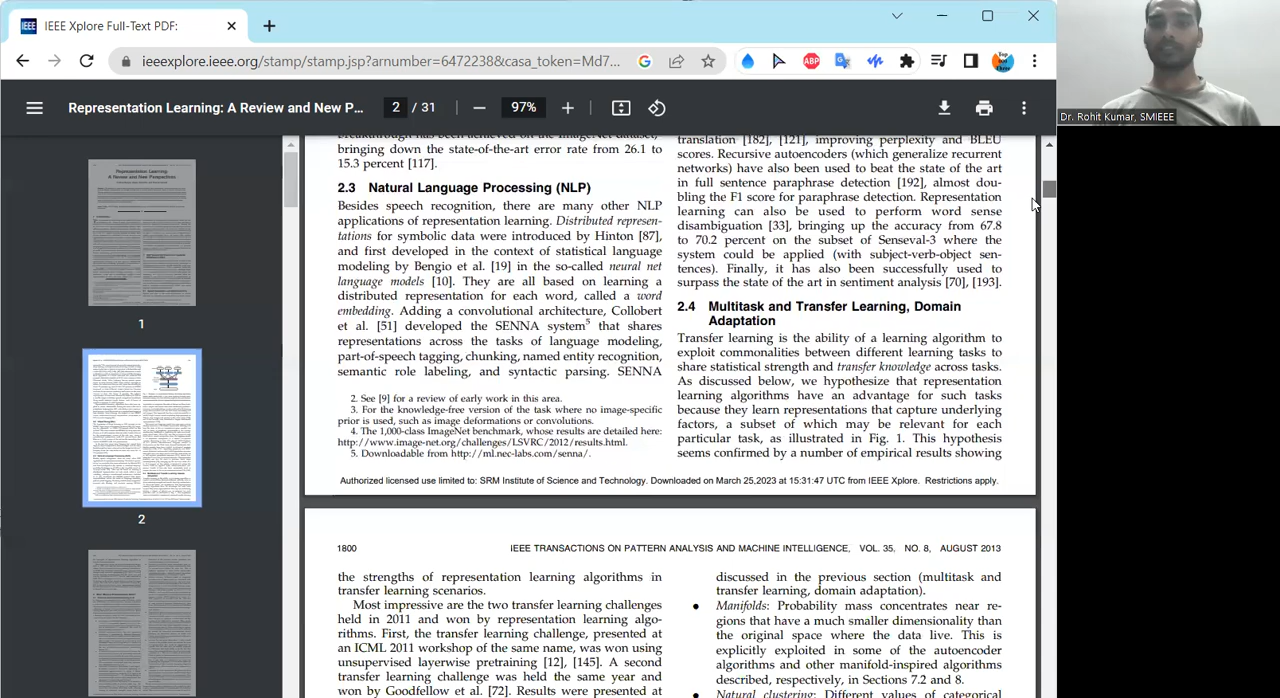 IEEE Xplore Full-Text PDF:
ieeexplore.ieee.org/stamp/stamp.jsp?arnumber=6472238&casa_token=Md7...
Representation Learning: A Review and New P...
2 / 31
97%
Dr. Rohit Kumar, SMIEEE
1
2
15.3 percent [117].
2.3 Natural Language Processing (NLP)
Besides speech recognition, there are many other NLP
applications of representation learning. Distributed represen-
tations for symbolic data were introduced by Hinton [87],
and first developed in the context of statistical language
modeling by Bengio et al. [19] in the so-called neural net
language models [10]. They are all based on learning a
distributed representation for each word, called a word
embedding. Adding a convolutional architecture, Collobert
et al. [51] developed the SENNA system5 that shares
representations across the tasks of language modeling,
part-of-speech tagging, chunking, named entity recognition,
semantic role labeling, and syntactic parsing. SENNA
2. See [9] for a review of early work in this area.
3. For the knowledge-free version of the task where no image-specific
prior is used, such as image deformations or convolutions.
4. The 1,000-class ImageNet benchmark, whose results are detailed here:
http://www.image-net.org/challenges/LSVRC/2012/results.html.
5. Downloadable from http://ml.nec-labs.com/senna/.
bringing down the state-of-the-art error rate from 26.1 to
translation [182], [121], improving perplexity and BLEU
scores. Recursive autoencoders (which generalize recurrent
networks) have also been used to beat the state of the art
in full sentence paraphrase detection [192], almost dou-
bling the F1 score for paraphrase detection. Representation
learning can also be used to perform word sense
disambiguation [33], bringing up the accuracy from 67.8
to 70.2 percent on the subset of Senseval-3 where the
system could be applied (with subject-verb-object sen-
tences). Finally, it has also been successfully used to
surpass the state of the art in sentiment analysis [70], [193].
2.4 Multitask and Transfer Learning, Domain
Adaptation
Transfer learning is the ability of a learning algorithm to
exploit commonalities between different learning tasks to
share statistical strength and transfer knowledge across tasks.
As discussed below, we hypothesize that representation
learning algorithms have an advantage for such tasks
because they learn representations that capture underlying
factors, a subset of which may be relevant for each
particular task, as illustrated in Fig. 1. This hypothesis
seems confirmed by a number of empirical results showing
Authorized licensed use limited to: SRM Institute of Science and Technology. Downloaded on March 25,2023 at UTC from IEEE Xplore. Restrictions apply.
1800
IEEE TRANSACTIONS ON PATTERN ANALYSIS AND MACHINE INTELLIGENCE, VOL. 35, NO. 8, AUGUST 2013
the strengths of representation learning algorithms in
transfer learning scenarios.
Most impressive are the two transfer learning challenges
held in 2011 and won by representation learning algo-
rithms. First, the transfer learning challenge, presented at
an ICML 2011 workshop of the same name, was won using
unsupervised layerwise pretraining A second
transfer learning challenge was held the same year and
won by Goodfellow et al. [72]. Results were presented at
discussed in the previous section (multitask and
transfer learning, domain adaptation).
● Manifolds: Probability mass concentrates near re-
gions that have a much smaller dimensionality than
the original space where the data live. This is
explicitly exploited in some of the autoencoder
algorithms and other manifold-inspired algorithms
described, respectively, in Sections 7.2 and 8.
● Natural clustering: Different values of categorical